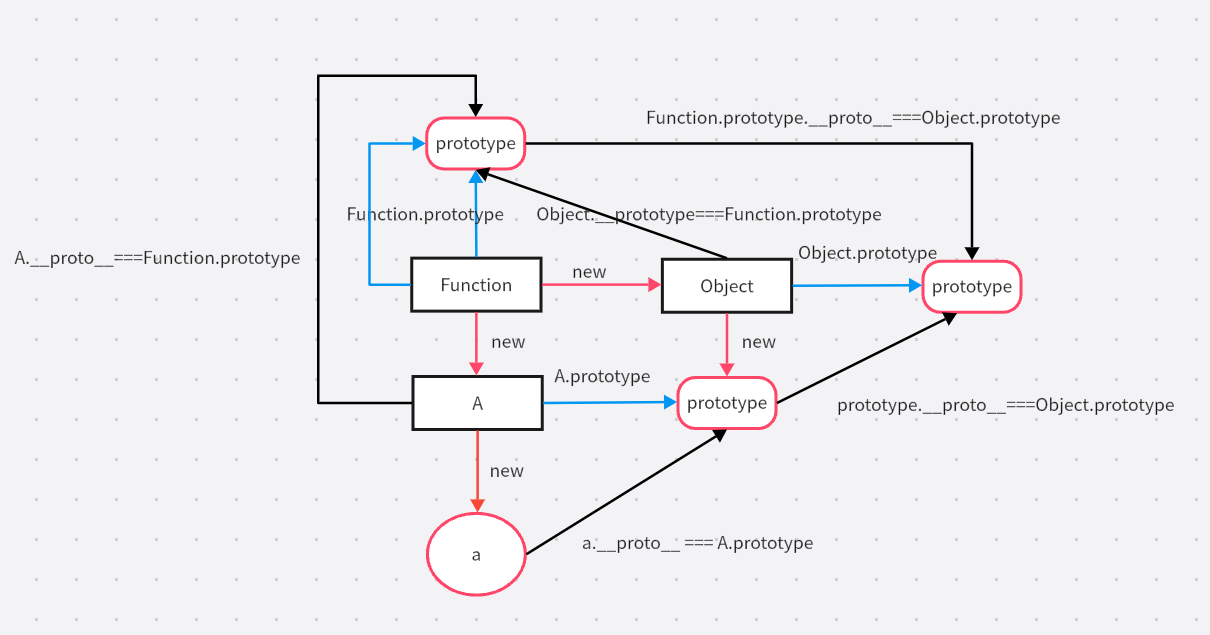 Function.prototype.__proto__===Object.prototype
prototype
Function.prototype
Object.__prototype===Function.prototype
A.__proto__===Function.prototype
Object.prototype
Function
new
Object
prototype
new
new
A.prototype
A
prototype
prototype.__proto__===Object.prototype
new
a.__proto__ === A.prototype
a